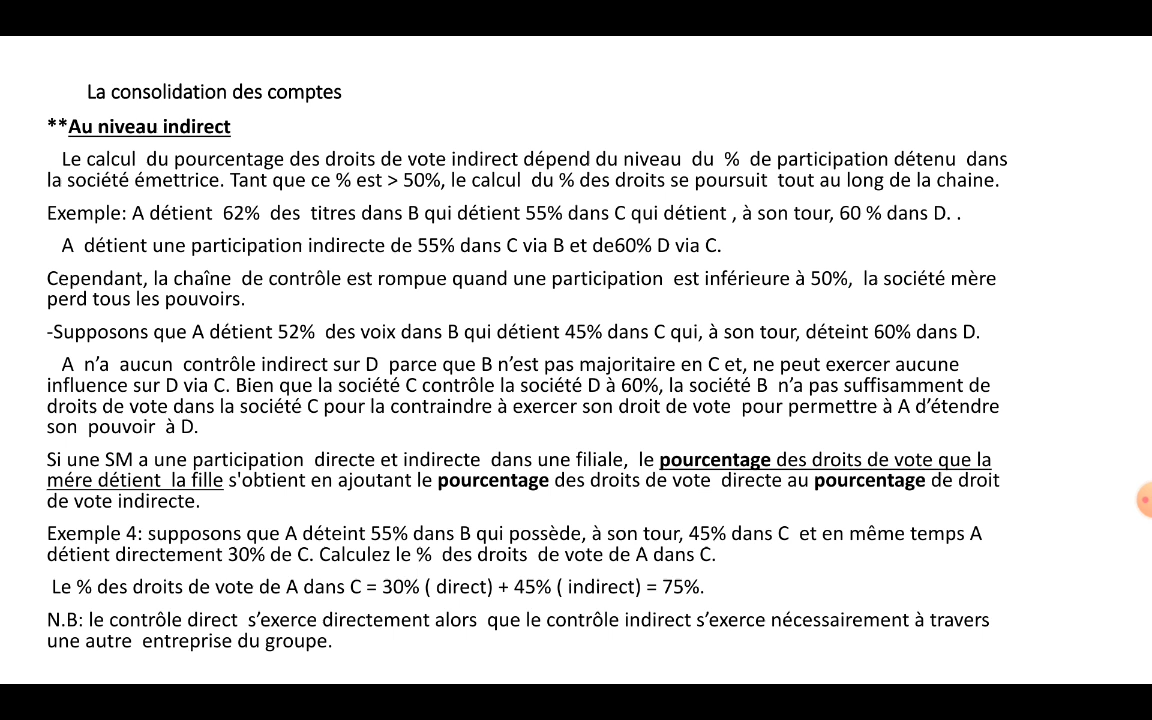 La consolidation des comptes
**Au niveau indirect
Le calcul du pourcentage des droits de vote indirect dépend du niveau du % de participation détenu dans
la société émettrice. Tant que ce % est > 50%, le calcul du % des droits se poursuit tout au long de la chaine.
Exemple: A détient 62% des titres dans B qui détient 55% dans C qui détient , à son tour, 60 % dans D. .
A détient une participation indirecte de 55% dans C via B et de60% D via C.
Cependant, la chaîne de contrôle est rompue quand une participation est inférieure à 50%, la société mère
perd tous les pouvoirs.
-Supposons que A détient 52% des voix dans B qui détient 45% dans C qui, à son tour, déteint 60% dans D.
A n’a aucun contrôle indirect sur D parce que B n’est pas majoritaire en C et, ne peut exercer aucune
influence sur D via C. Bien que la société C contrôle la société D à 60%, la société B n’a pas suffisamment de
droits de vote dans la société C pour la contraindre à exercer son droit de vote pour permettre à A d’étendre
son pouvoir à D.
Si une SM a une participation directe et indirecte dans une filiale, le pourcentage des droits de vote que la
mére détient la fille s'obtient en ajoutant le pourcentage des droits de vote directe au pourcentage de droit
de vote indirecte.
Exemple 4: supposons que A déteint 55% dans B qui possède, à son tour, 45% dans C et en même temps A
détient directement 30% de C. Calculez le % des droits de vote de A dans C.
Le % des droits de vote de A dans C = 30% ( direct) + 45% ( indirect) = 75%.
N.B: le contrôle direct s’exerce directement alors que le contrôle indirect s’exerce nécessairement à travers
une autre entreprise du groupe.